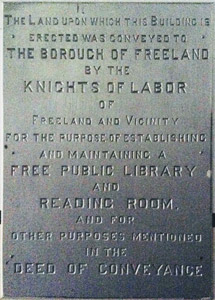 THE LAND UPON WHICH THIS BUILDING IS
ERECTED WAS CONVEYED TO
THE BOROUGH OF FREELAND
BY THE
KNIGHTS OF LABOR
OF
FREELAND AND VICINITY
FOR THE PURPOSE OF ESTABLISHING
AND MAINTAINING A
FREE PUBLIC LIBRARY
AND
READING ROOM,
AND FOR
OTHER PURPOSES MENTIONED
IN THE
DEED OF CONVEYANCE